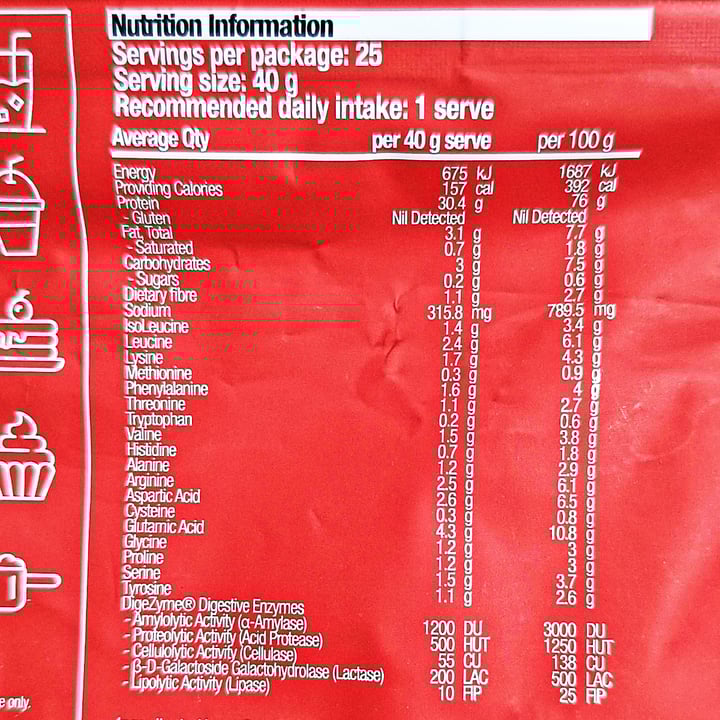 Nutrition Information
Servings per package: 25
Serving size: 40 g
Recommended daily intake: 1 serve
Average Qty per 40 g serve per 100 g
Energy 675 kJ 1687 kJ
Providing Calories 157 cal 392 cal
Protein 30.4 g 76 g
- Gluten Nil Detected Nil Detected
Fat, Total 3.1 g 7.7 g
- Saturated 0.7 g 1.8 g
Carbohydrates 3 g 7.5 g
- Sugars 0.2 g 0.6 g
Dietary fibre 1.1 g 2.7 g
Sodium 315.8 mg 789.5 mg
IsoLeucine 1.4 g 3.4 g
Leucine 2.4 g 6.1 g
Lysine 1.7 g 4.3 g
Methionine 0.3 g 0.9 g
Phenylalanine 1.6 g 4 g
Threonine 1.1 g 2.7 g
Tryptophan 0.2 g 0.6 g
Valine 1.5 g 3.8 g
Histidine 0.7 g 1.8 g
Alanine 1.2 g 2.9 g
Arginine 2.5 g 6.1 g
Aspartic Acid 2.6 g 6.5 g
Cysteine 0.3 g 0.8 g
Glutamic Acid 4.3 g 10.8 g
Glycine 1.2 g 3 g
Proline 1.2 g 3 g
Serine 1.5 g 3.7 g
Tyrosine 1.1 g 2.6 g
DigeZyme® Digestive Enzymes
- Amylolytic Activity (α-Amylase) 1200 DU 3000 DU
- Proteolytic Activity (Acid Protease) 500 HUT 1250 HUT
- Cellulolytic Activity (Cellulase) 55 CU 138 CU
- β-D-Galactoside Galactohydrolase (Lactase) 200 LAC 500 LAC
- Lipolytic Activity (Lipase) 10 FIP 25 FIP
only.